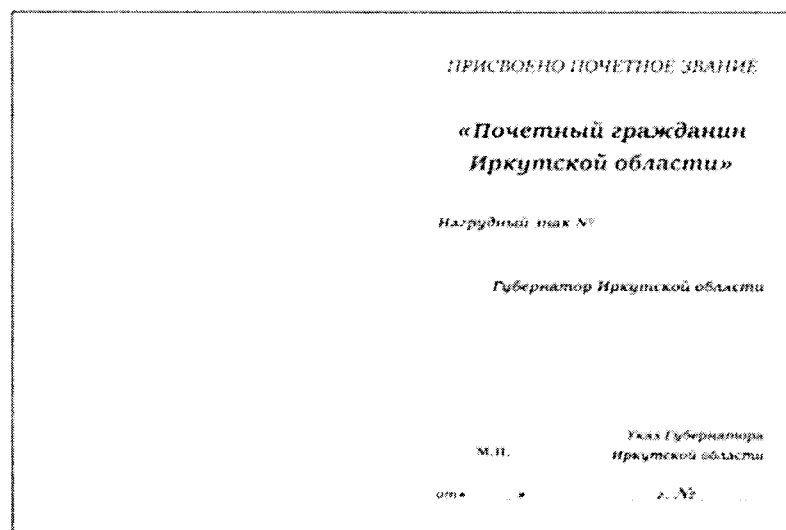 ПРИСВОЕНО ПОЧЕТНОЕ ЗВАНИЕ
«Почетный гражданин
Иркутской области»
Нагрудный знак №
Губернатор Иркутской области
Указ Губернатора
М.П. Иркутской области
от « » г. №